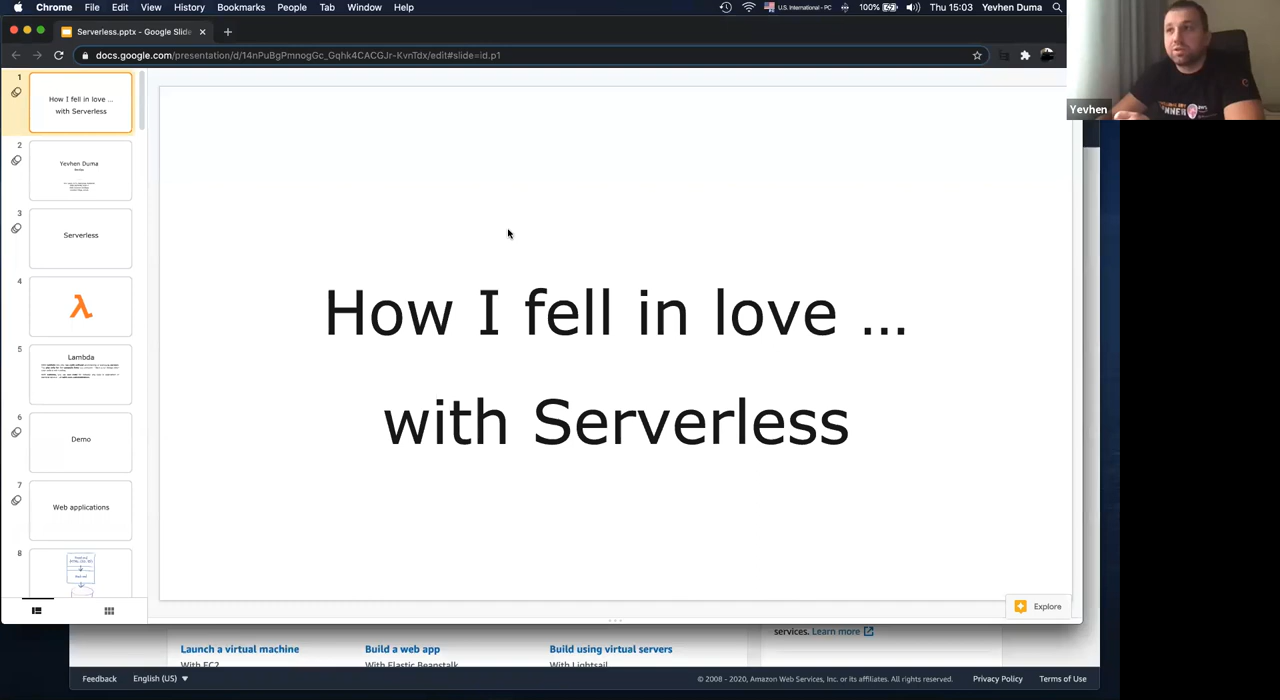 Chrome File Edit View History Bookmarks People Tab Window Help
U.S. International - PC 100% Thu 15:03 Yevhen Duma
Serverless.pptx - Google Slide
docs.google.com/presentation/d/14nPuBgPmnogGc_Gqhk4CACGJr-KvnTdx/edit#slide=id.p1
Yevhen
1
How I fell in love ...
with Serverless
2
Yevhen Duma
3
Serverless
4
λ
5
Lambda
6
Demo
7
Web applications
8
How I fell in love ...
with Serverless
Explore
services. Learn more
Launch a virtual machine Build a web app Build using virtual servers
With EC2 With Elastic Beanstalk With Lightsail
Feedback English (US) © 2008 - 2020, Amazon Web Services, Inc. or its affiliates. All rights reserved. Privacy Policy Terms of Use